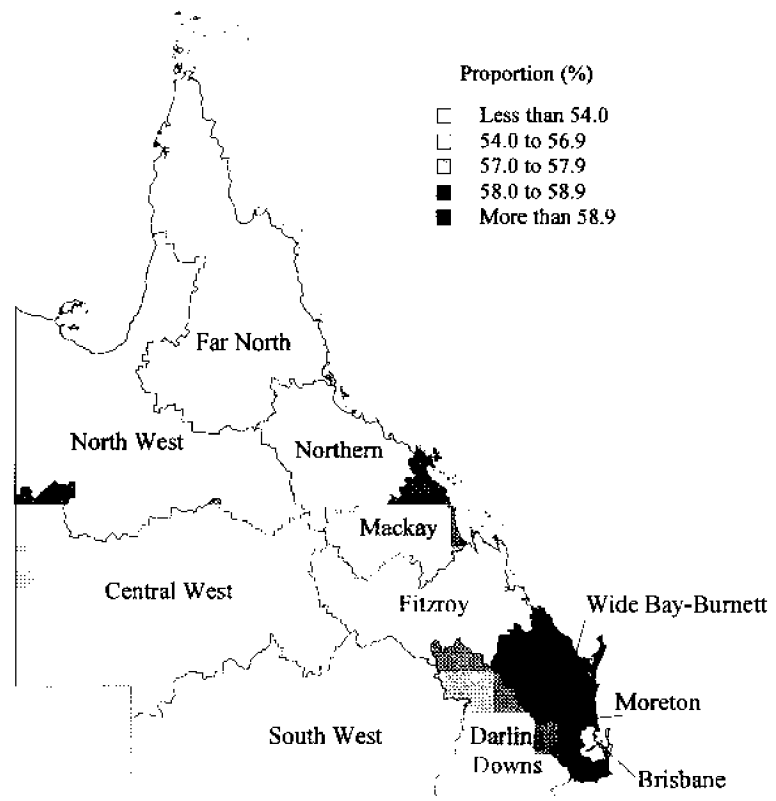 Proportion (%)
Less than 54.0
54.0 to 56.9
57.0 to 57.9
58.0 to 58.9
More than 58.9
Far North
North West
Northern
Mackay
Central West
Fitzroy
Wide Bay-Burnett
Moreton
South West
Darlin
Downs
Brisbane